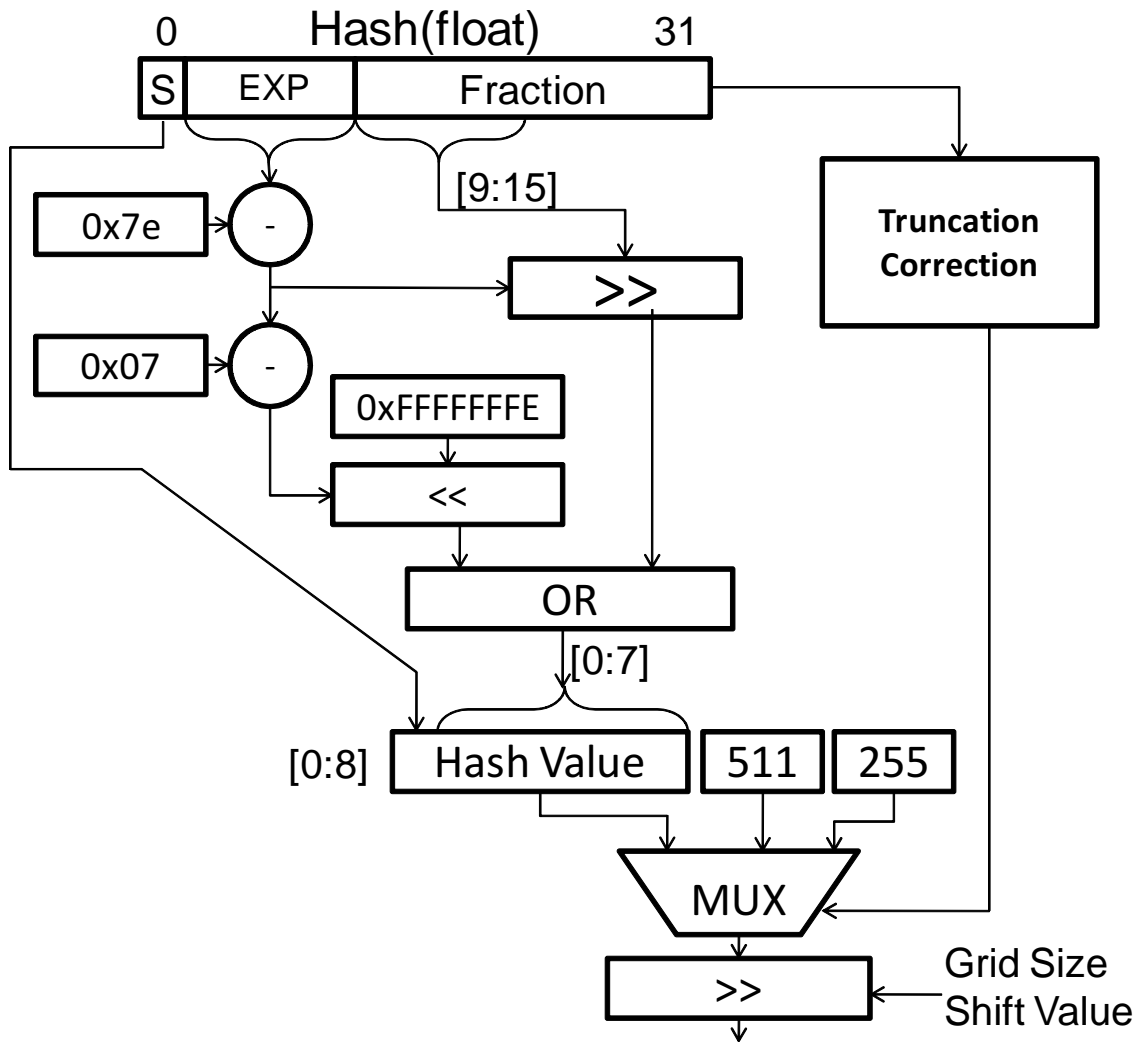 0 Hash(float) 31
S EXP Fraction
[9:15]
0x7e
-
Truncation
Correction
>>
0x07
-
0xFFFFFFFE
<<
OR
[0:7]
[0:8] Hash Value 511 255
MUX
Grid Size
>>
Shift Value